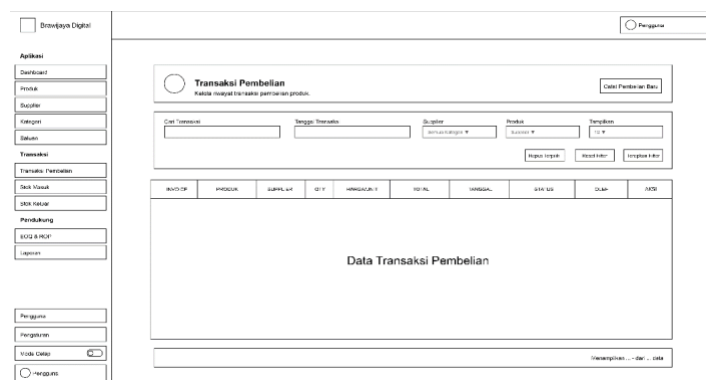 Brawijaya Digital
Pengguna
Aplikasi
Dashboard
Produk
Supplier
Kategori
Satuan
Transaksi
Transaksi Pembelian
Stok Masuk
Stok Keluar
Pendukung
EOQ & ROP
Laporan
Pengguna
Pengaturan
Mode Gelap
Pengguna
Transaksi Pembelian
Kelola riwayat transaksi pembelian produk.
Catat Pembelian Baru
Cari Transaksi
Tanggal Transaksi
Supplier
Produk
Tampilkan
10 ▼
Reset Filter
Terapkan Filter
INVOICE
PRODUK
SUPPLIER
QTY
TOTAL
TANGGAL
STATUS
OLEH
AKSI
Data Transaksi Pembelian
Menampilkan ... - dari ... data